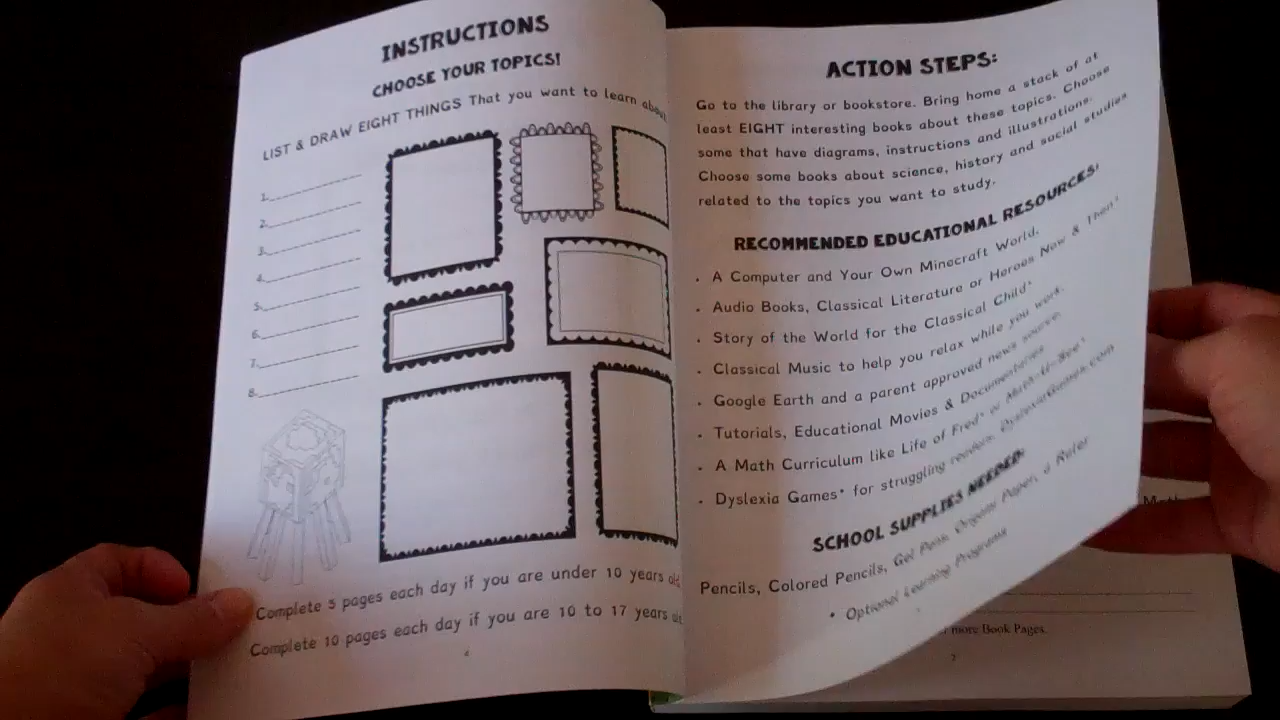 INSTRUCTIONS
CHOOSE YOUR TOPICS!
LIST & DRAW EIGHT THINGS That you want to learn about
1.
2.
3.
4.
5.
6.
7.
8.
Complete 5 pages each day if you are under 10 years old
Complete 10 pages each day if you are 10 to 17 years old
ACTION STEPS:
Go to the library or bookstore. Bring home a stack of at
least EIGHT interesting books about these topics. Choose
some that have diagrams, instructions and illustrations.
Choose some books about science, history and social studies
related to the topics you want to study.
RECOMMENDED EDUCATIONAL RESOURCES:
• A Computer and Your Own Minecraft World.
• Audio Books, Classical Literature or Heroes Now & Then*
• Story of the World for the Classical Child*
• Classical Music to help you relax while you work.
• Google Earth and a parent approved news source.
• Tutorials, Educational Movies & Documentaries
• A Math Curriculum like Life of Fred* or Math-U-See*
• Dyslexia Games* for struggling readers. DyslexiaGames.com
SCHOOL SUPPLIES NEEDED:
Pencils, Colored Pencils, Gel Pens, Origami Paper, a Ruler
* Optional Learning Programs
Math
more Book Pages.